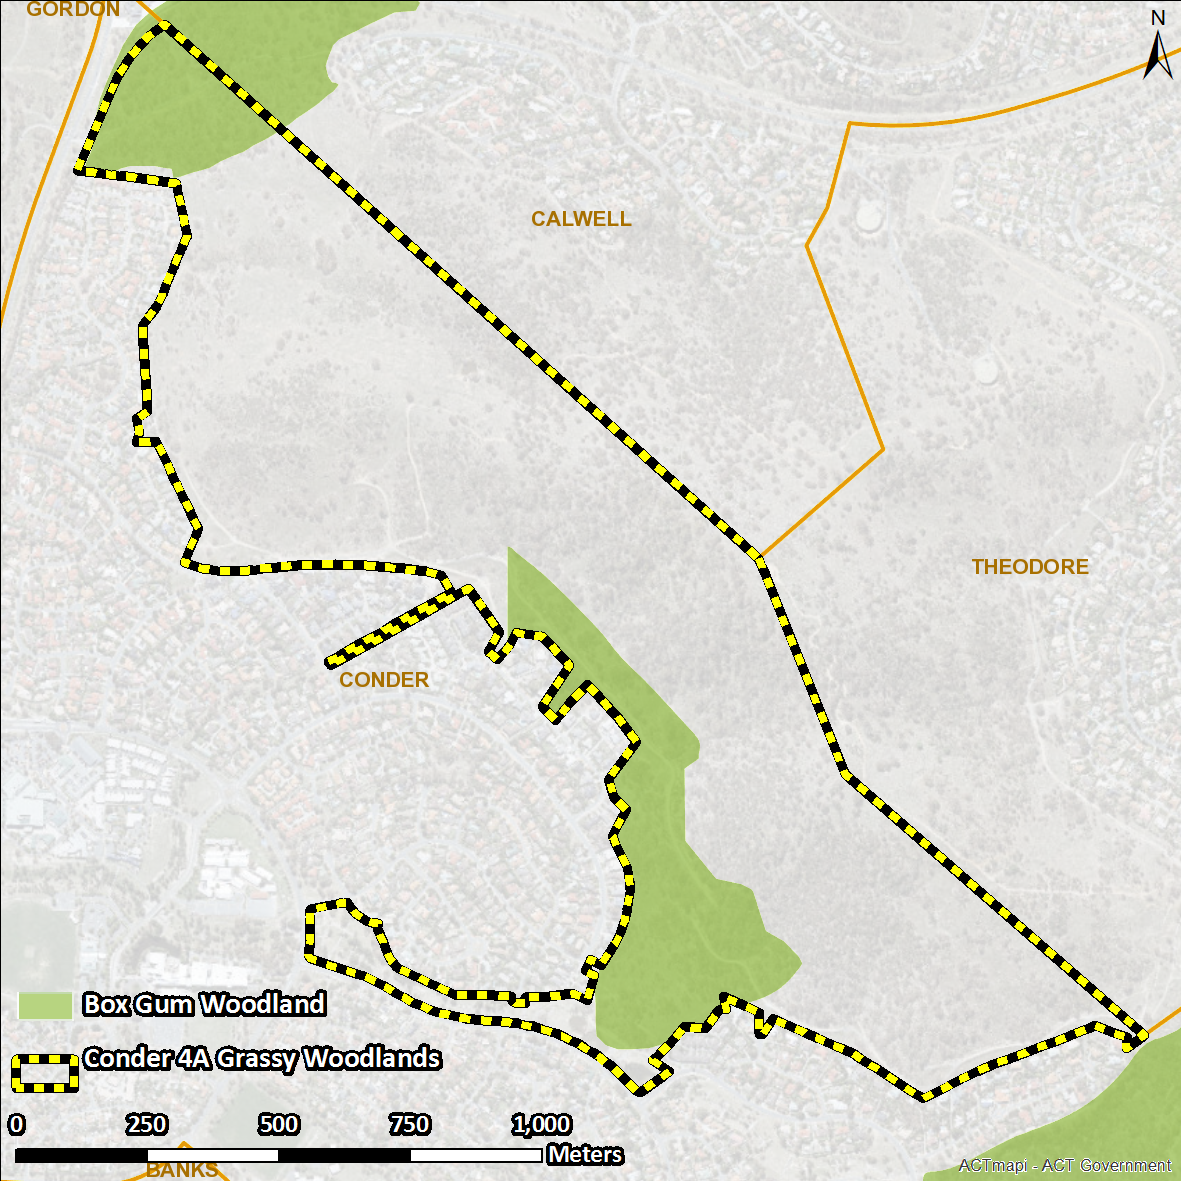 GORDON
N
CALWELL
THEODORE
CONDER
Box Gum Woodland
Conder 4A Grassy Woodlands
0 250 500 750 1,000
Meters
BANKS
ACTmapi - ACT Government